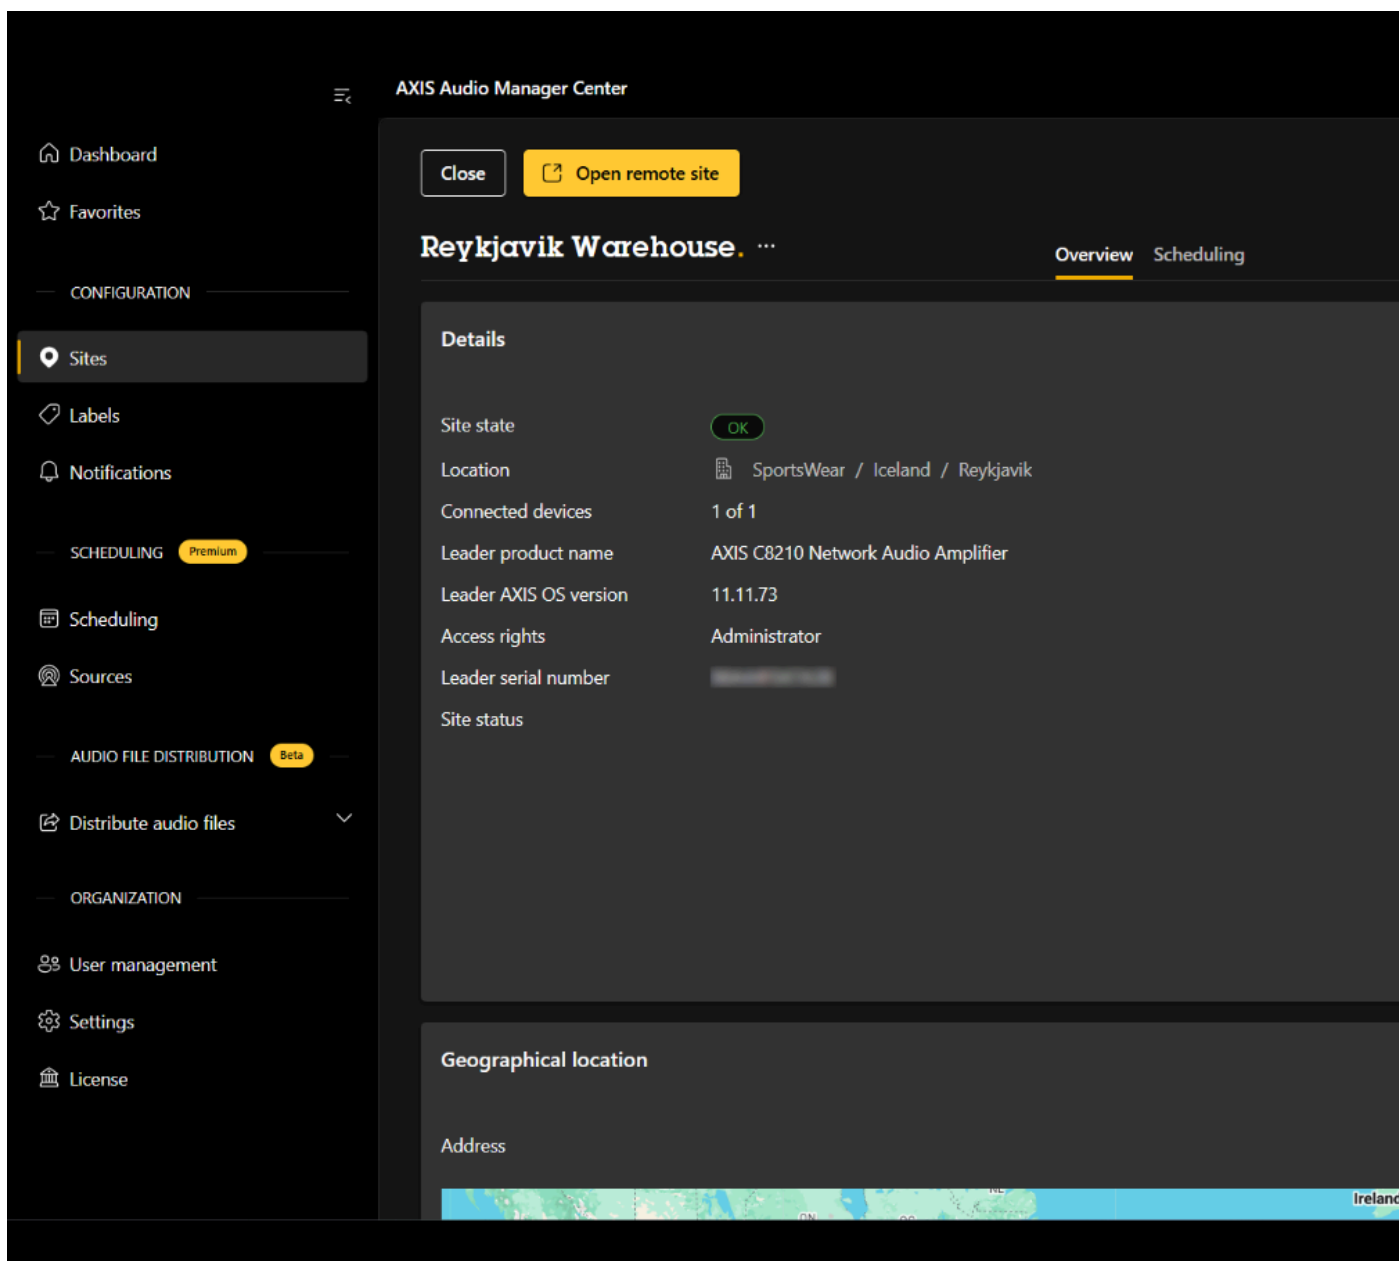 AXIS Audio Manager Center
Dashboard
Favorites
CONFIGURATION
Sites
Labels
Notifications
SCHEDULING Premium
Scheduling
Sources
AUDIO FILE DISTRIBUTION Beta
Distribute audio files
ORGANIZATION
User management
Settings
License
Close
Open remote site
Reykjavik Warehouse. ···
Overview Scheduling
Details
Site state OK
Location SportsWear / Iceland / Reykjavik
Connected devices 1 of 1
Leader product name AXIS C8210 Network Audio Amplifier
Leader AXIS OS version 11.11.73
Access rights Administrator
Leader serial number
Site status
Geographical location
Address
NL
ON
Ireland